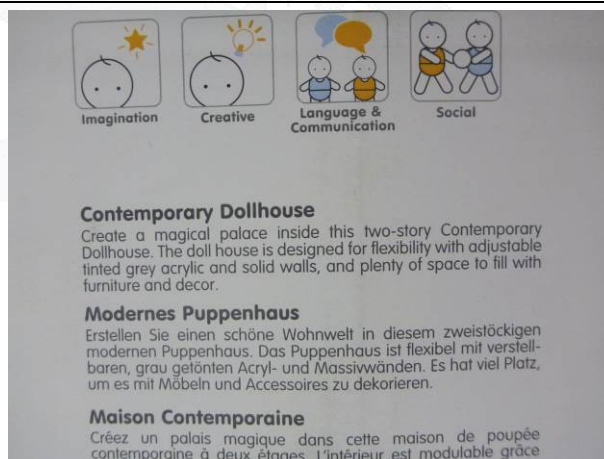 Imagination
Creative
Language &
Communication
Social
Contemporary Dollhouse
Create a magical palace inside this two-story Contemporary
Dollhouse. The doll house is designed for flexibility with adjustable
tinted grey acrylic and solid walls, and plenty of space to fill with
furniture and decor.
Modernes Puppenhaus
Erstellen Sie einen schöne Wohnwelt in diesem zweistöckigen
modernen Puppenhaus. Das Puppenhaus ist flexibel mit verstell-
baren, grau getönten Acryl- und Massivwänden. Es hat viel Platz,
um es mit Möbeln und Accessoires zu dekorieren.
Maison Contemporaine
Créez un palais magique dans cette maison de poupée
contemporaine à deux étages. L'intérieur est modulable grâce